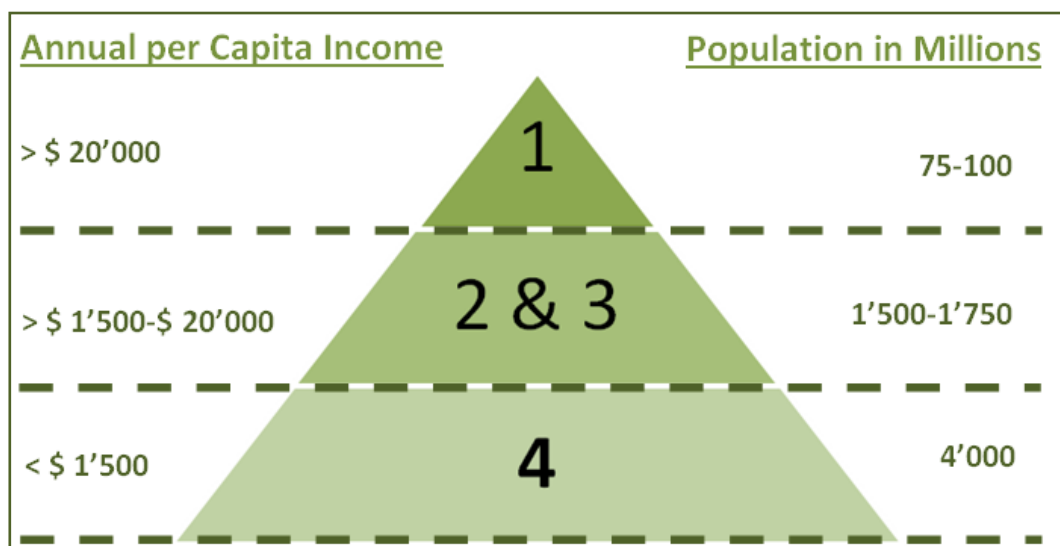 Annual per Capita Income
Population in Millions
> $ 20’000
1
75-100
> $ 1’500-$ 20’000
2 & 3
1’500-1’750
< $ 1’500
4
4’000